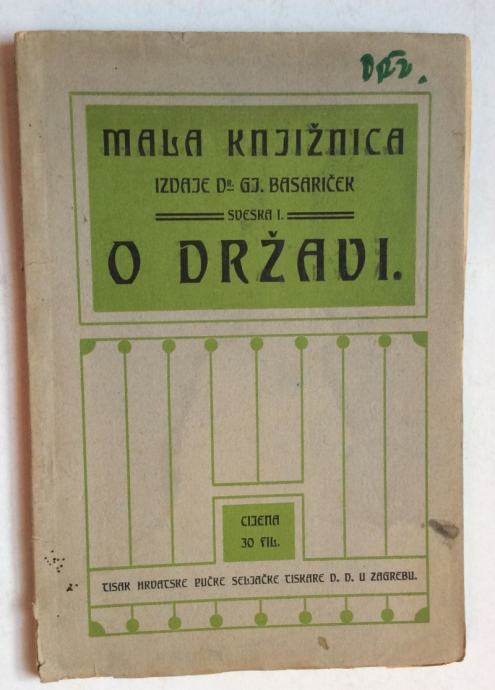 MALA KNJIŽNICA
IZDAJE Dr. GJ. BASARIČEK
SVESKA I.
O DRŽAVI.
CIJENA
30 FIL.
TISAK HRVATSKE PUČKE SELJAČKE TISKARE D. D. U ZAGREBU.